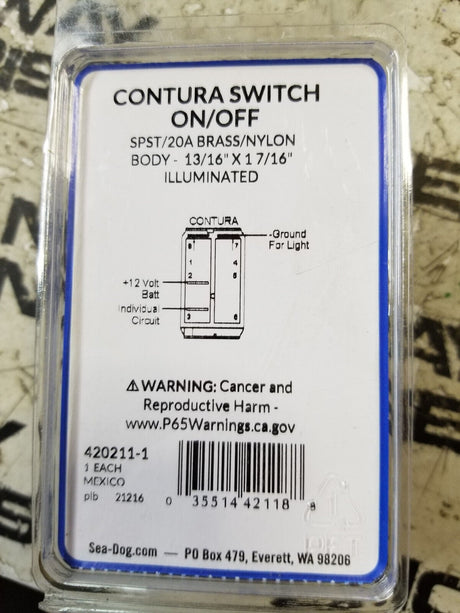 CONTURA SWITCH
ON/OFF
SPST/20A BRASS/NYLON
BODY - 13/16" X 1 7/16"
ILLUMINATED
CONTURA
Ground
For Light
8
7
1
4
2
5
+12 Volt
Batt
Individual
Circuit
3
6
⚠WARNING: Cancer and
Reproductive Harm -
www.P65Warnings.ca.gov
420211-1
1 EACH
MEXICO
plb 21216
0 35514 42118 8
Sea-Dog.com — PO Box 479, Everett, WA 98206